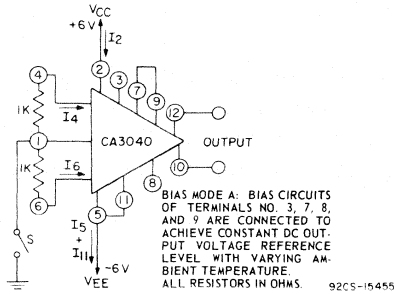 VCC
+6V
I2
2
4
3
7
9
12
1K
I4
1
CA3040
OUTPUT
1K
I6
10
6
8
11
5
S
I5
+
I11
-6V
VEE
BIAS MODE A: BIAS CIRCUITS
OF TERMINALS NO. 3, 7, 8,
AND 9 ARE CONNECTED TO
ACHIEVE CONSTANT DC OUT-
PUT VOLTAGE REFERENCE
LEVEL WITH VARYING AM-
BIENT TEMPERATURE.
ALL RESISTORS IN OHMS.
92CS-15455